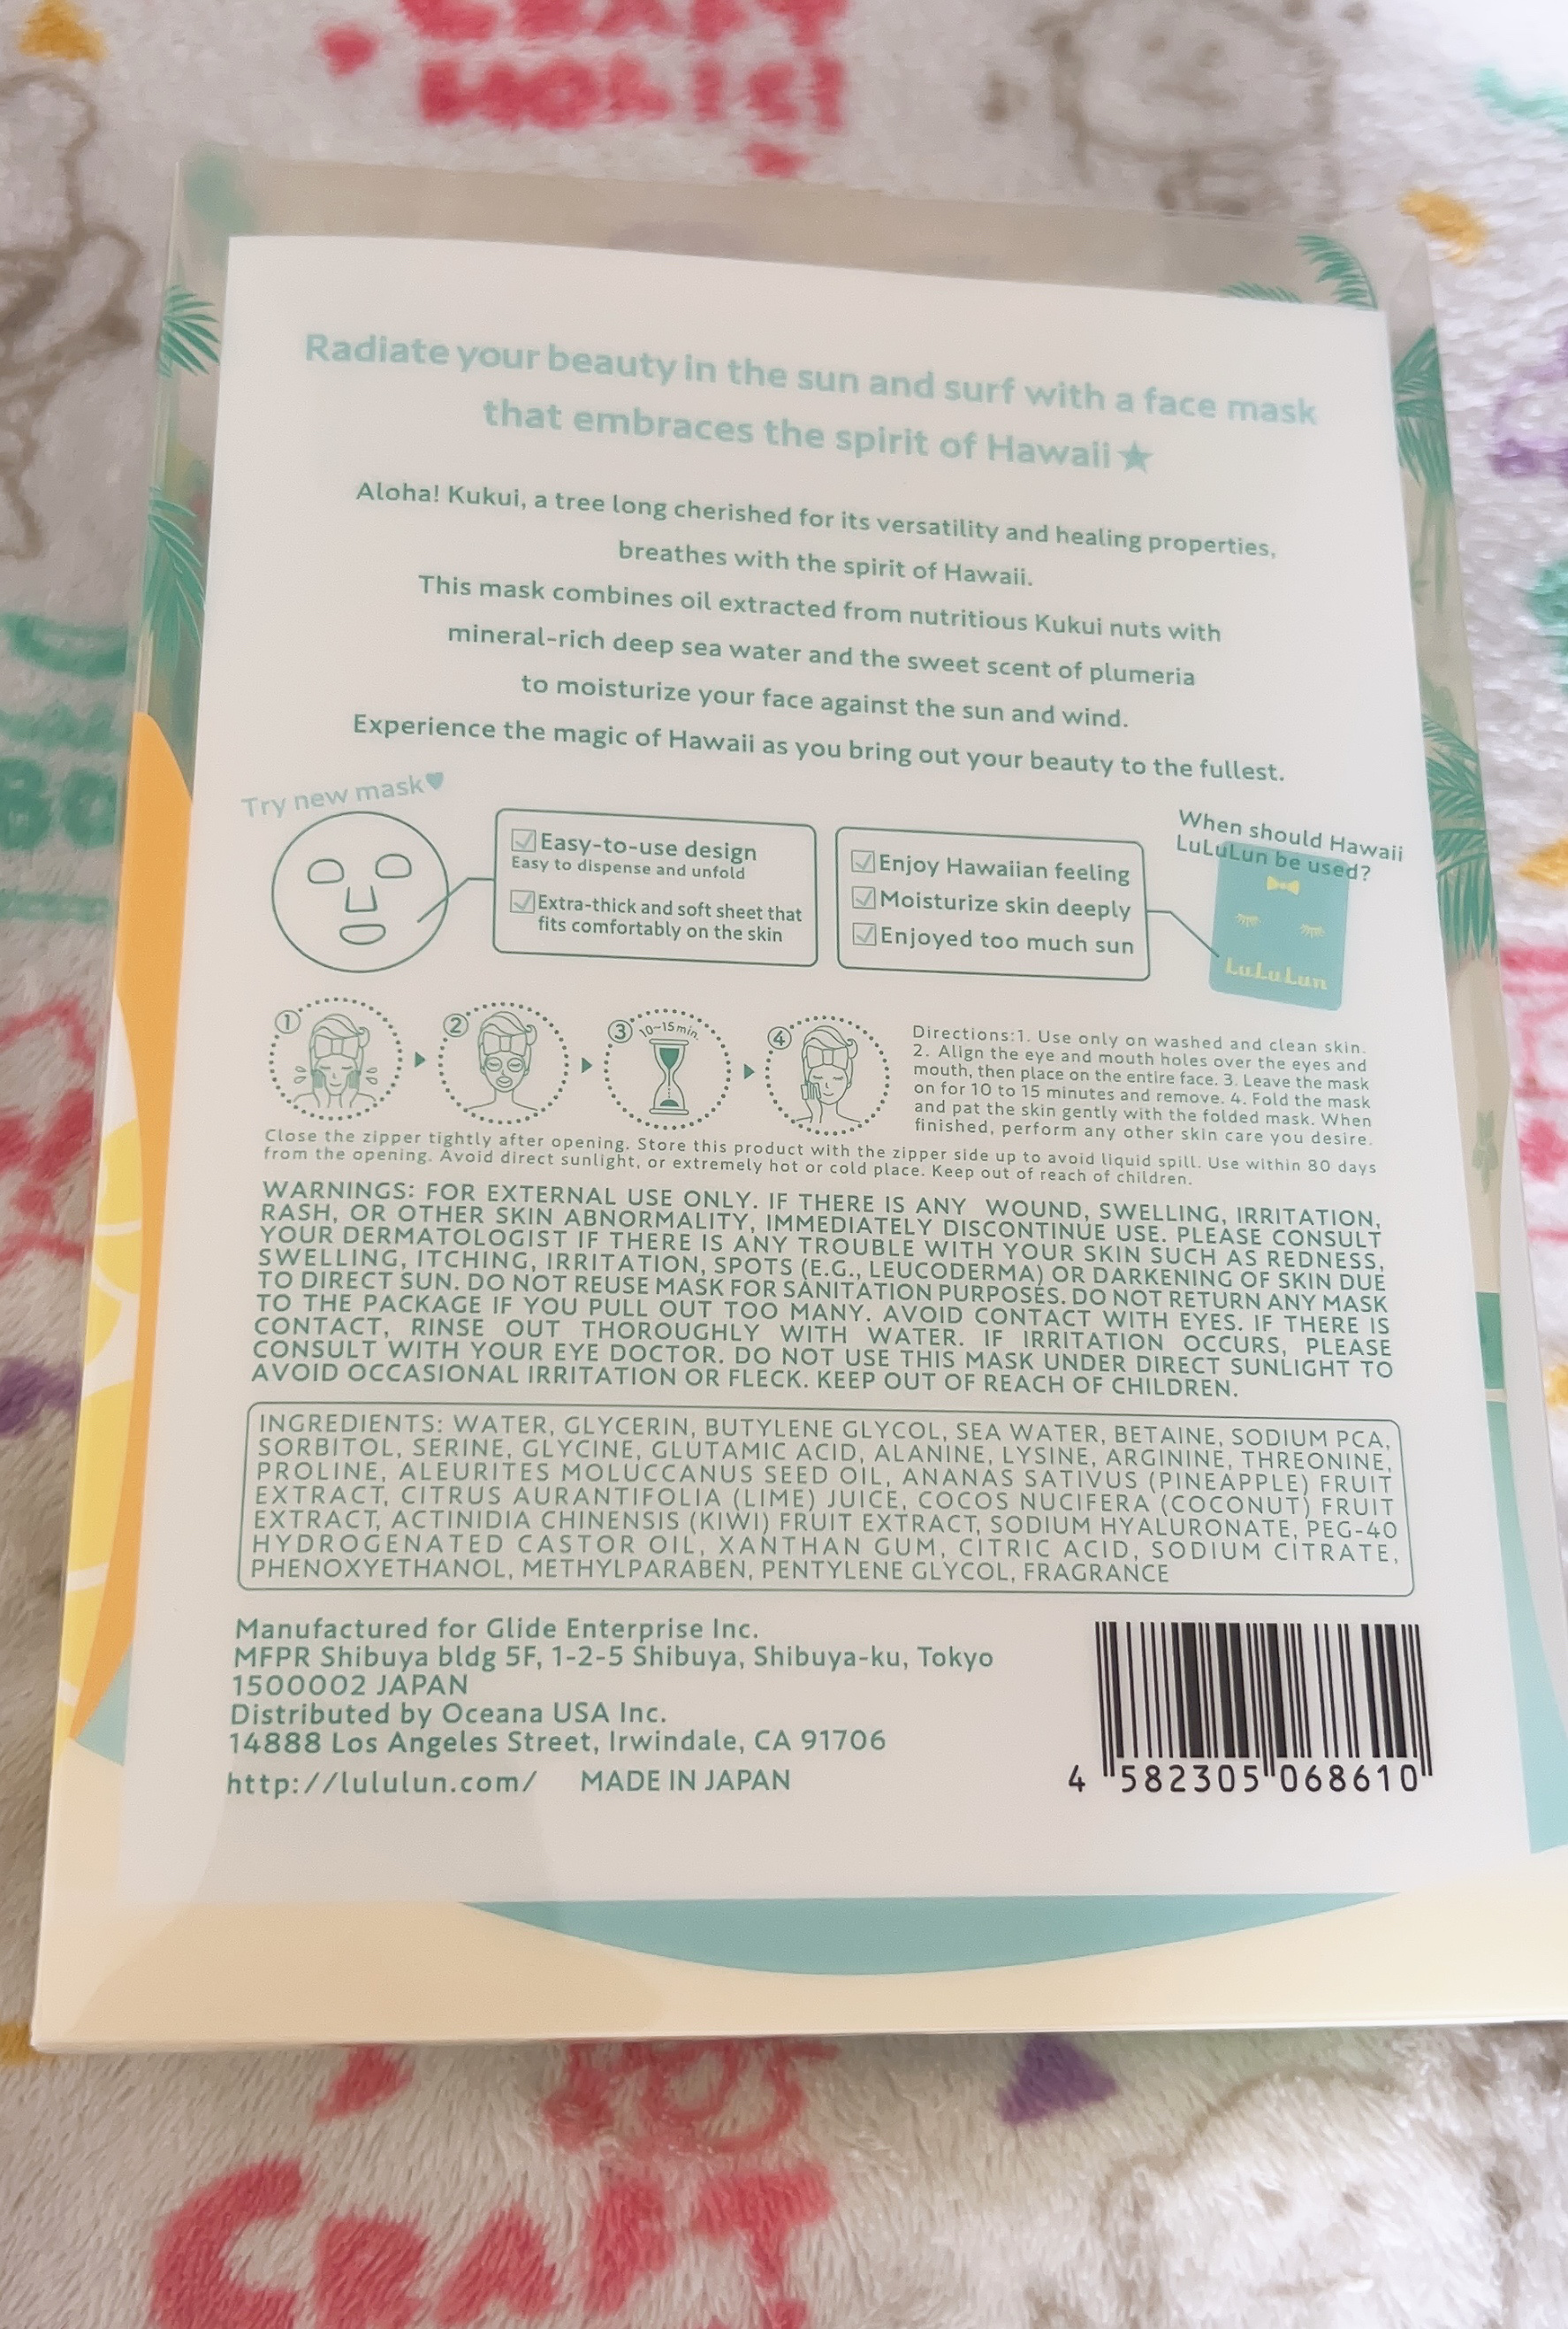 CRAFT
HOLIC!
Radiate your beauty in the sun and surf with a face mask
that embraces the spirit of Hawaii★
Aloha! Kukui, a tree long cherished for its versatility and healing properties,
breathes with the spirit of Hawaii.
This mask combines oil extracted from nutritious Kukui nuts with
mineral-rich deep sea water and the sweet scent of plumeria
to moisturize your face against the sun and wind.
Experience the magic of Hawaii as you bring out your beauty to the fullest.
Try new mask♥
Easy-to-use design
Easy to dispense and unfold
Extra-thick and soft sheet that
fits comfortably on the skin
Enjoy Hawaiian feeling
Moisturize skin deeply
Enjoyed too much sun
When should Hawaii
LuLuLun be used?
LuLuLun
① ② ③ 10~15min. ④
Directions:1. Use only on washed and clean skin.
2. Align the eye and mouth holes over the eyes and
mouth, then place on the entire face. 3. Leave the mask
on for 10 to 15 minutes and remove. 4. Fold the mask
and pat the skin gently with the folded mask. When
finished, perform any other skin care you desire.
Close the zipper tightly after opening. Store this product with the zipper side up to avoid liquid spill. Use within 80 days
from the opening. Avoid direct sunlight, or extremely hot or cold place. Keep out of reach of children.
WARNINGS: FOR EXTERNAL USE ONLY. IF THERE IS ANY WOUND, SWELLING, IRRITATION,
RASH, OR OTHER SKIN ABNORMALITY, IMMEDIATELY DISCONTINUE USE. PLEASE CONSULT
YOUR DERMATOLOGIST IF THERE IS ANY TROUBLE WITH YOUR SKIN SUCH AS REDNESS,
SWELLING, ITCHING, IRRITATION, SPOTS (E.G., LEUCODERMA) OR DARKENING OF SKIN DUE
TO DIRECT SUN. DO NOT REUSE MASK FOR SANITATION PURPOSES. DO NOT RETURN ANY MASK
TO THE PACKAGE IF YOU PULL OUT TOO MANY. AVOID CONTACT WITH EYES. IF THERE IS
CONTACT, RINSE OUT THOROUGHLY WITH WATER. IF IRRITATION OCCURS, PLEASE
CONSULT WITH YOUR EYE DOCTOR. DO NOT USE THIS MASK UNDER DIRECT SUNLIGHT TO
AVOID OCCASIONAL IRRITATION OR FLECK. KEEP OUT OF REACH OF CHILDREN.
INGREDIENTS: WATER, GLYCERIN, BUTYLENE GLYCOL, SEA WATER, BETAINE, SODIUM PCA,
SORBITOL, SERINE, GLYCINE, GLUTAMIC ACID, ALANINE, LYSINE, ARGININE, THREONINE,
PROLINE, ALEURITES MOLUCCANUS SEED OIL, ANANAS SATIVUS (PINEAPPLE) FRUIT
EXTRACT, CITRUS AURANTIFOLIA (LIME) JUICE, COCOS NUCIFERA (COCONUT) FRUIT
EXTRACT, ACTINIDIA CHINENSIS (KIWI) FRUIT EXTRACT, SODIUM HYALURONATE, PEG-40
HYDROGENATED CASTOR OIL, XANTHAN GUM, CITRIC ACID, SODIUM CITRATE,
PHENOXYETHANOL, METHYLPARABEN, PENTYLENE GLYCOL, FRAGRANCE
Manufactured for Glide Enterprise Inc.
MFPR Shibuya bldg 5F, 1-2-5 Shibuya, Shibuya-ku, Tokyo
1500002 JAPAN
Distributed by Oceana USA Inc.
14888 Los Angeles Street, Irwindale, CA 91706
http://lululun.com/ MADE IN JAPAN
4 582305 068610
CRAFT